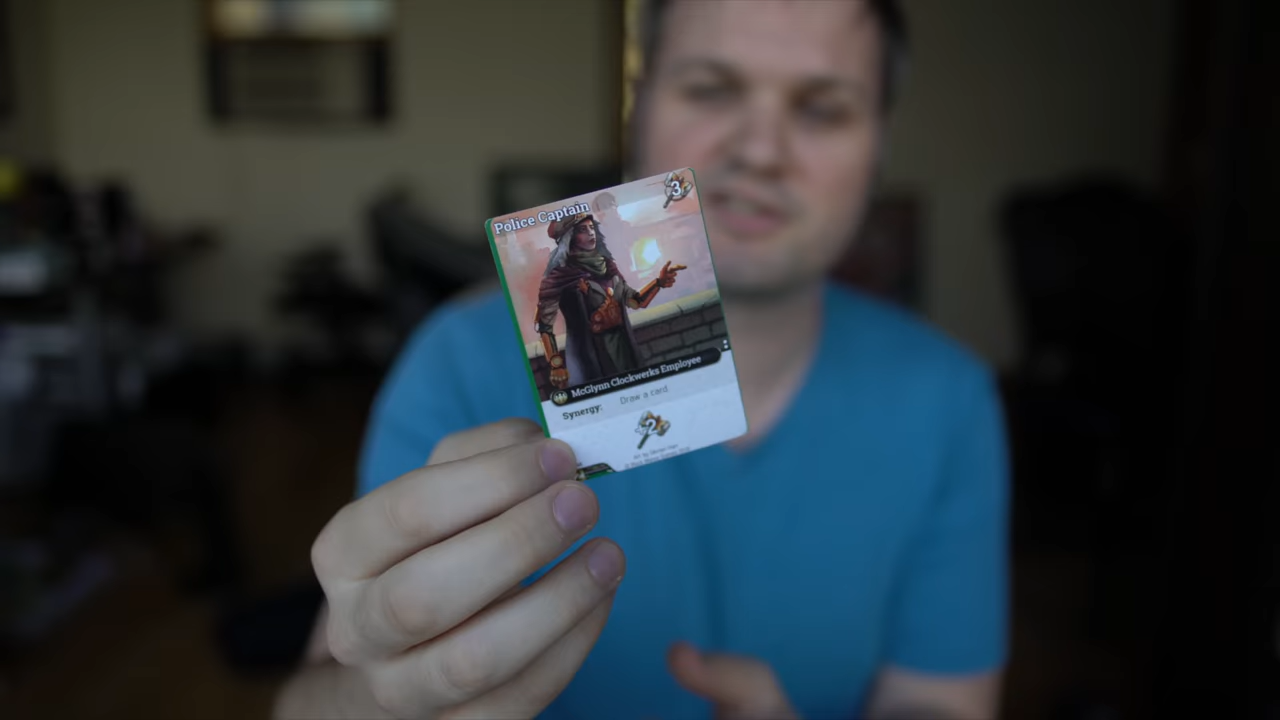 Police Captain
3
McGlynn Clockwerks Employee
Synergy: Draw a card.
2